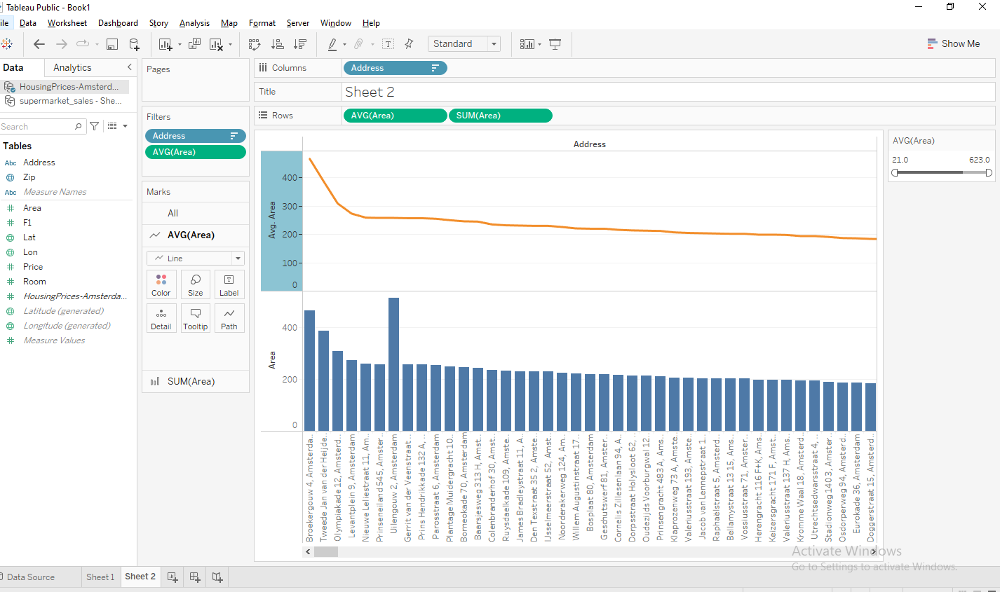 Tableau Public - Book1
ile Data Worksheet Dashboard Story Analysis Map Format Server Window Help
Standard
Show Me
Data Analytics
HousingPrices-Amsterd...
supermarket_sales - She...
Search
Tables
Abc Address
Zip
Abc Measure Names
Area
F1
Lat
Lon
Price
Room
HousingPrices-Amsterda...
Latitude (generated)
Longitude (generated)
Measure Values
Pages
Filters
Address
AVG(Area)
Marks
All
AVG(Area)
Line
Color Size Label
Detail Tooltip Path
SUM(Area)
Columns Address
Title Sheet 2
Rows AVG(Area) SUM(Area)
Address
Avg. Area
400
300
200
100
0
Area
400
200
0
Broekergouw 4, Amsterda..
Tweede Jan van der Heijde..
Olympiakade 12, Amsterd..
Levantplein 9, Amsterdam
Nieuwe Leliestraat 11, Am..
Prinseneiland 545, Amster..
Uilengouw 2, Amsterdam
Gerrit van der Veenstraat ..
Prins Hendrikkade 132 A, ..
Parosstraat 6, Amsterdam
Plantage Muidergracht 10..
Borneokade 70, Amsterdam
Baarsjesweg 313 H, Amst..
Colenbranderhof 30, Amst..
Ruysdaelkade 109, Amste..
James Bradleystraat 11, A..
Den Texstraat 35 2, Amste..
IJsselmeerstraat 52, Amst..
Noorderakerweg 124, Am..
Willem Augustinstraat 17..
Bosplaat 80, Amsterdam
Geschutswerf 81, Amster..
Cornelis Zillesenlaan 94, A..
Dorpsstraat Holysloot 62, ..
Oudezijds Voorburgwal 12..
Prinsengracht 483 A, Ams..
Klaprozenweg 73 A, Amste..
Valeriusstraat 193, Amste..
Jacob van Lennepstraat 1..
Raphaëlstraat 5, Amsterd..
Bellamystraat 13 15, Ams..
Vossiusstraat 71, Amster..
Herengracht 116 F+K, Ams..
Keizersgracht 171 F, Amst..
Valeriusstraat 137 H, Ams..
Kromme Waal 18, Amsterd..
Utrechtsedwarsstraat 4, ..
Stadionweg 140 3, Amster..
Osdorperweg 94, Amsterd..
Eurokade 36, Amsterdam
Doggerstraat 15, Amsterd..
AVG(Area)
21.0 623.0
Activate Windows
Go to Settings to activate Windows.
Data Source Sheet 1 Sheet 2